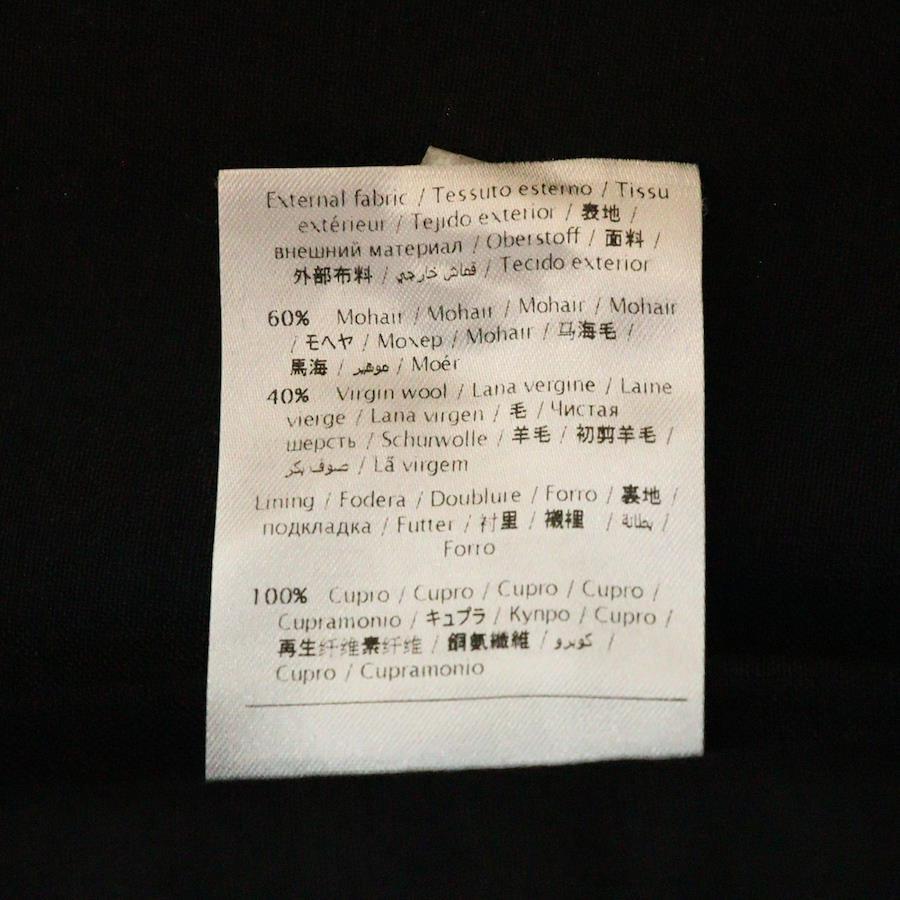 External fabric / Tessuto esterno / Tissu
extérieur / Tejido exterior / 表地 /
внешний материал / Oberstoff / 面料 /
外部布料 / قماش خارجي / Tecido exterior
60% Mohair / Mohair / Mohair / Mohair
/ モヘヤ / Мохер / Mohair / 马海毛 /
馬海 / موهير / Moér
40% Virgin wool / Lana vergine / Laine
vierge / Lana virgen / 毛 / Чистая
шерсть / Schurwolle / 羊毛 / 初剪羊毛 /
صوف بكر / Lã virgem
Lining / Fodera / Doublure / Forro / 裏地 /
подкладка / Futter / 衬里 / 襯裡 / بطانة /
Forro
100% Cupro / Cupro / Cupro / Cupro /
Cupramonio / キュプラ / Купро / Cupro /
再生纤维素纤维 / 銅氨纖維 / كوبرو /
Cupro / Cupramonio